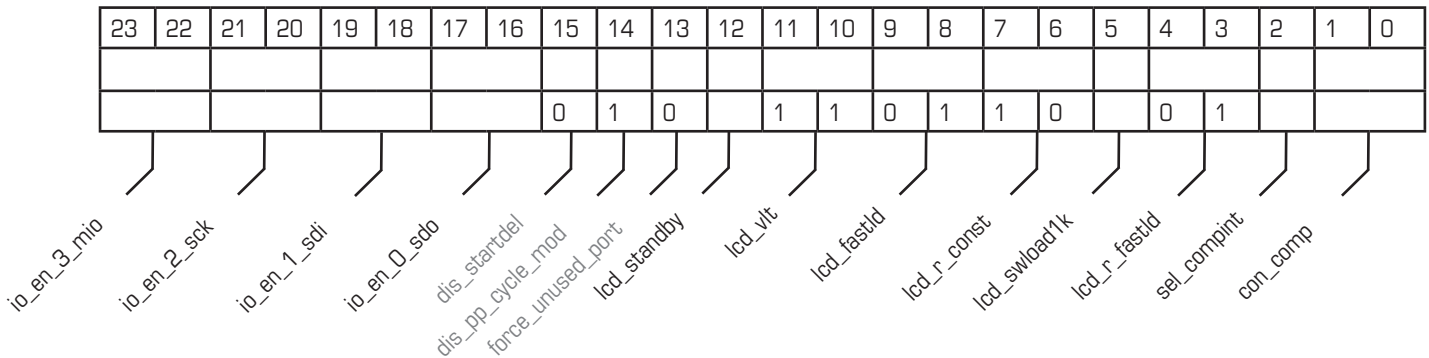 23 22 21 20 19 18 17 16 15 14 13 12 11 10 9 8 7 6 5 4 3 2 1 0
0 1 0 1 1 0 1 1 0 0 1
io_en_3_mio
io_en_2_sck
io_en_1_sdi
io_en_0_sdo
dis_startdel
dis_pp_cycle_mod
force_unused_port
lcd_standby
lcd_vlt
lcd_fastld
lcd_r_const
lcd_swload1k
lcd_r_fastld
sel_compint
con_comp